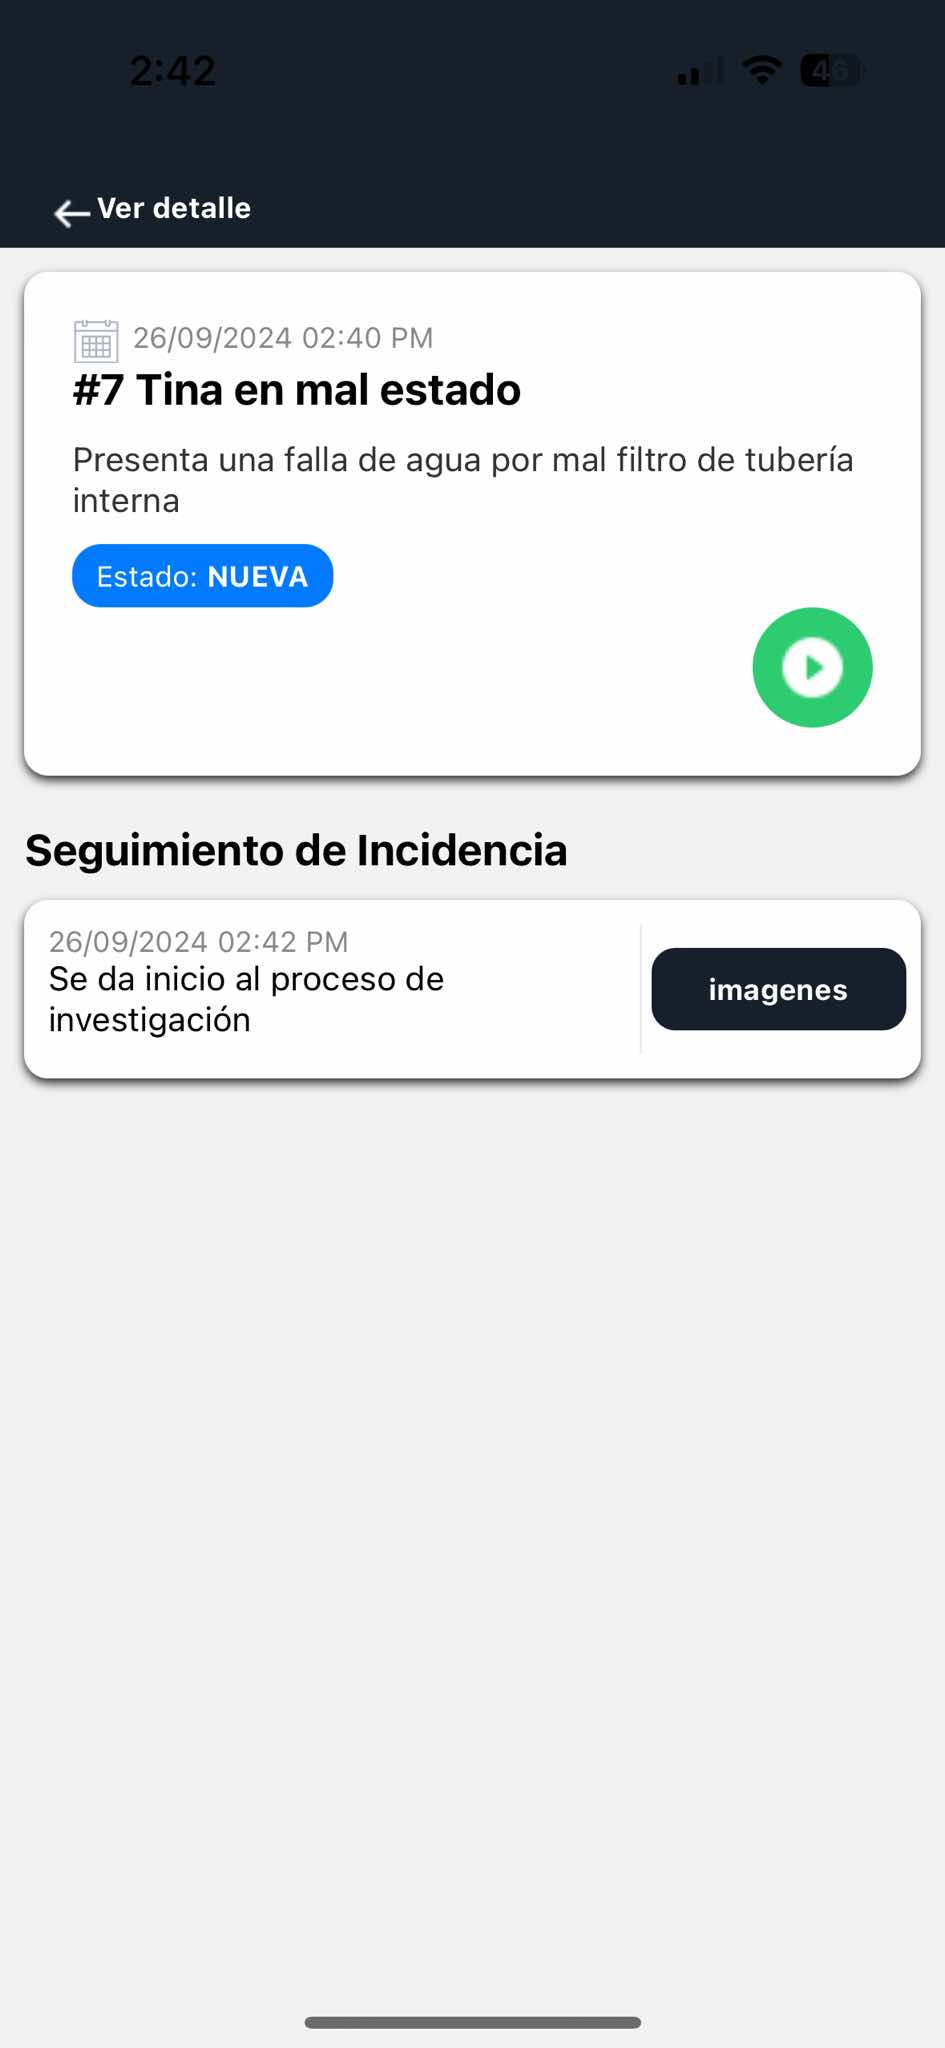 2:42
46
Ver detalle
26/09/2024 02:40 PM
#7 Tina en mal estado
Presenta una falla de agua por mal filtro de tubería
interna
Estado: NUEVA
Seguimiento de Incidencia
26/09/2024 02:42 PM
Se da inicio al proceso de
investigación
imagenes